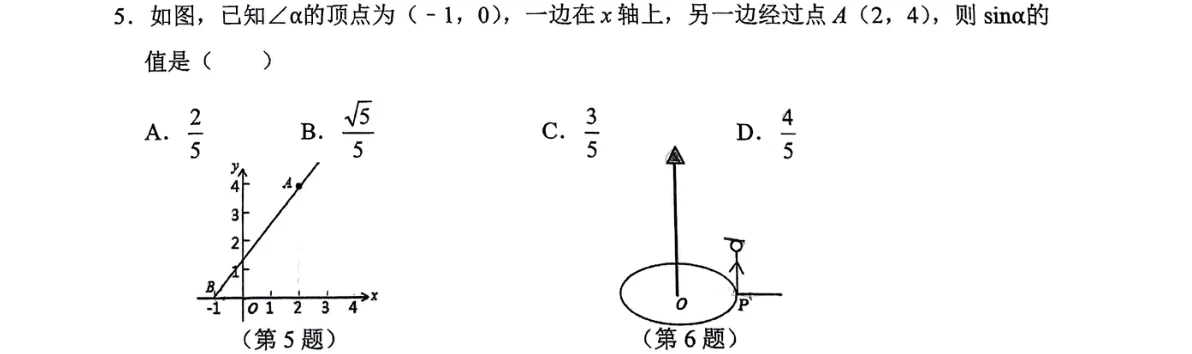 5．如图，已知∠α的顶点为（﹣1，0），一边在 x 轴上，另一边经过点 A（2，4），则 sinα的
值是（　　）
A．2/5　B．√5/5　C．3/5　D．4/5
y
4
A
3
2
1
B
-1 O 1 2 3 4 x
O P
（第 5 题）　（第 6 题）